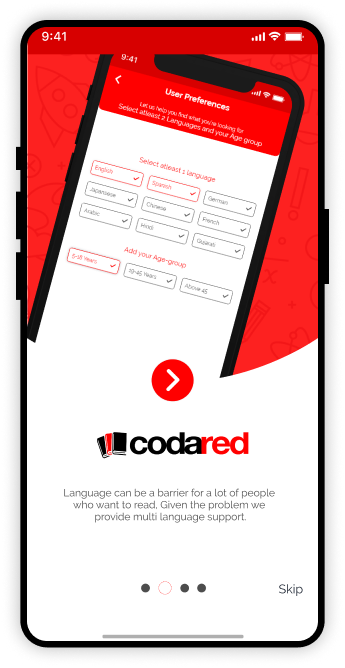 9:41
9:41
User Preferences
Let us help you find what you're looking for
Select atleast 2 Languages and your Age group
Select atleast 1 language
English
Spanish
German
Japanese
Chinese
French
Arabic
Hindi
Gujarati
Add your Age-group
5-18 Years
19-45 Years
Above 45
codared
Language can be a barrier for a lot of people
who want to read, Given the problem we
provide multi language support.
Skip